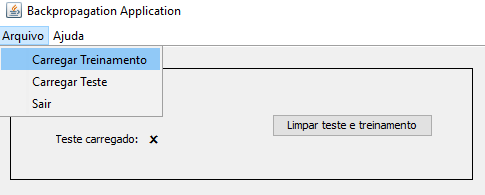 Backpropagation Application
Arquivo Ajuda
Carregar Treinamento
Carregar Teste
Sair
Limpar teste e treinamento
Teste carregado: x